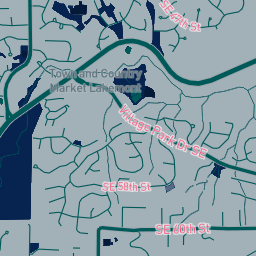 SE 47th St
Town and Country
Market Lakemont
Village Park Dr SE
SE 58th St
SE 60th St